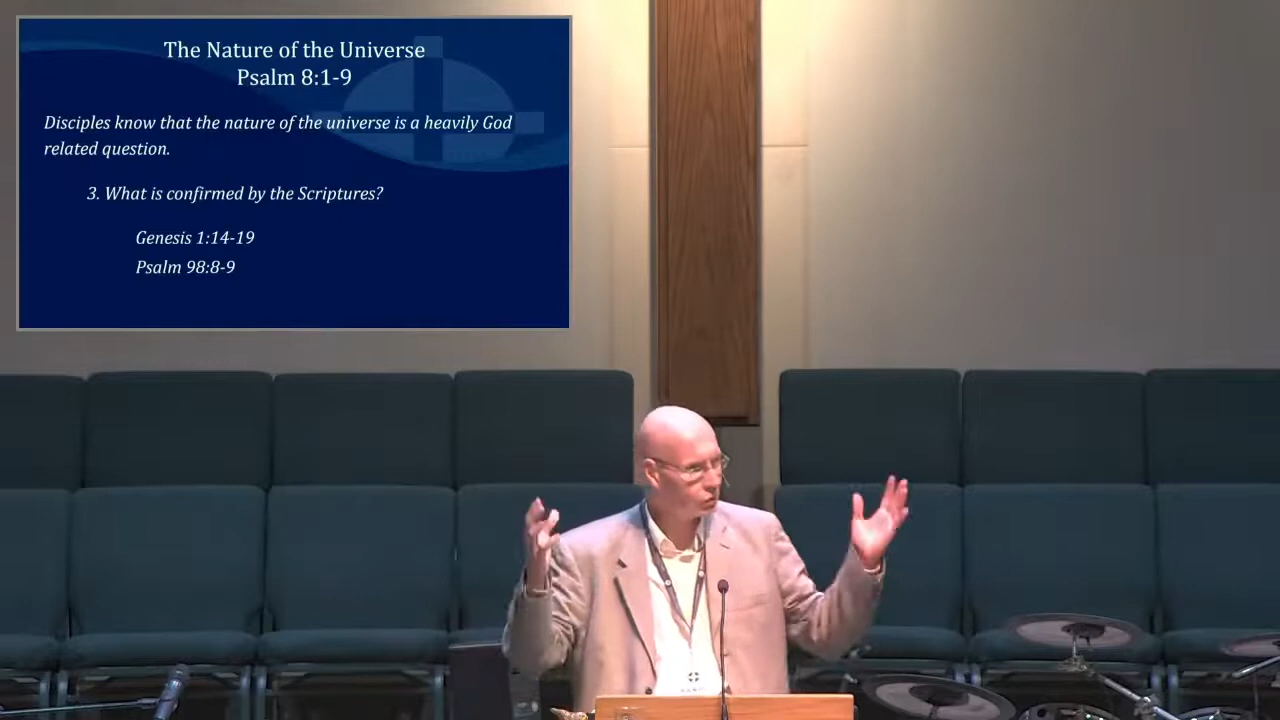 The Nature of the Universe
Psalm 8:1-9
Disciples know that the nature of the universe is a heavily God
related question.
3. What is confirmed by the Scriptures?
Genesis 1:14-19
Psalm 98:8-9